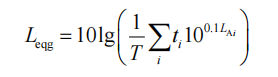 L_eqg = 10lg( 1/T ∑_i t_i 10^{0.1L_Ai} )